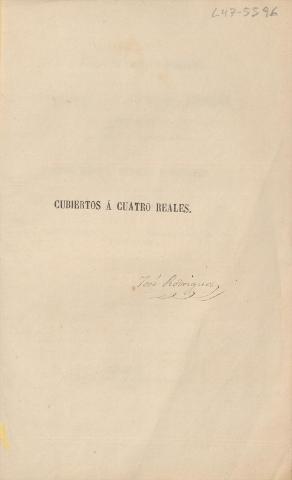 L47-5596
CUBIERTOS Á CUATRO REALES.
José Rodriguez